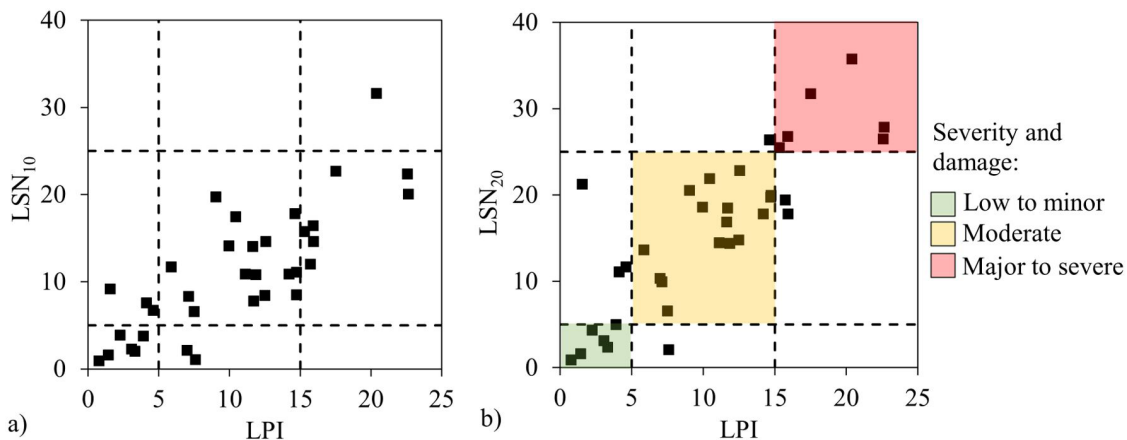 40
30
20
10
0
LSN10
0 5 10 15 20 25
LPI
a)
40
30
20
10
0
LSN20
0 5 10 15 20 25
LPI
b)
Severity and
damage:
Low to minor
Moderate
Major to severe